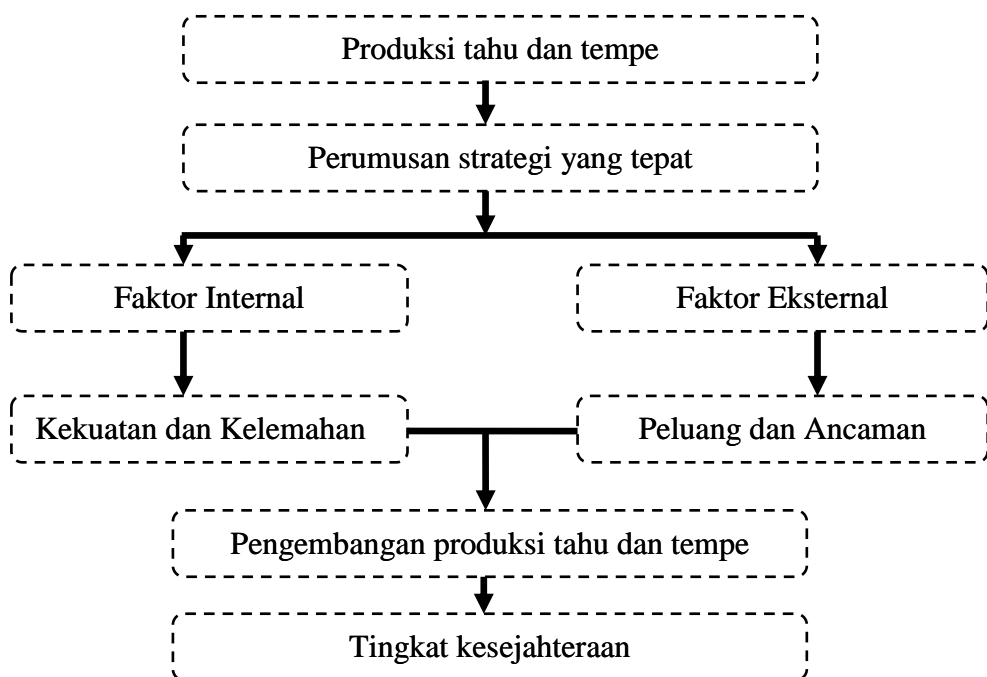 Produksi tahu dan tempe
Perumusan strategi yang tepat
Faktor Internal
Faktor Eksternal
Kekuatan dan Kelemahan
Peluang dan Ancaman
Pengembangan produksi tahu dan tempe
Tingkat kesejahteraan